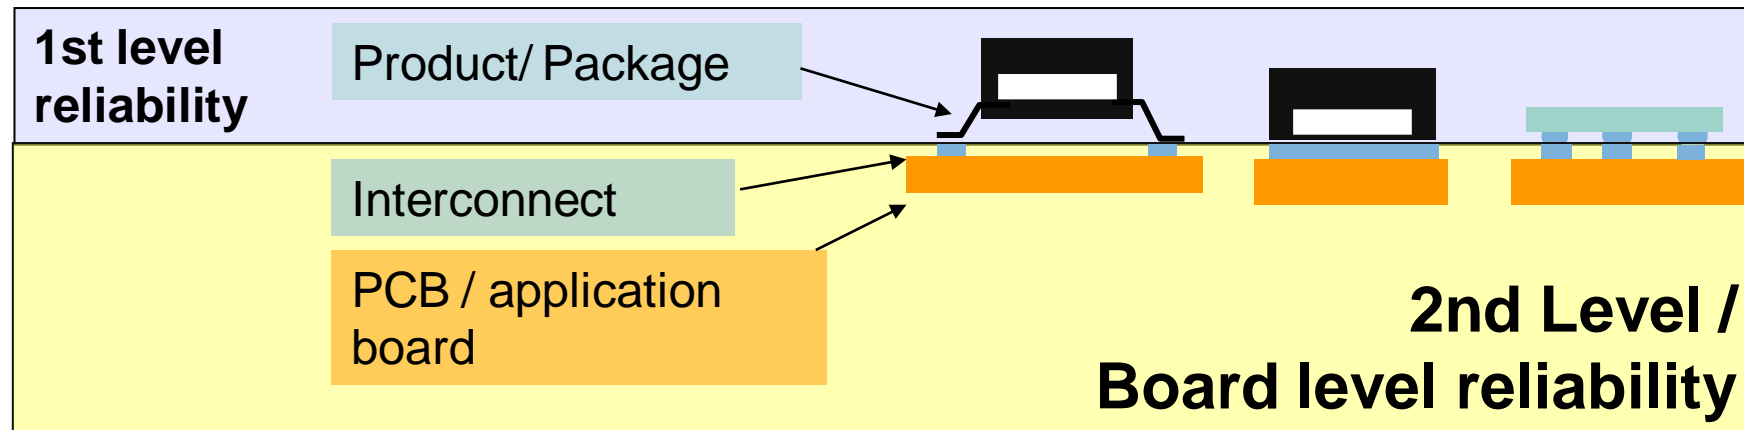 1st level
reliability
Product/ Package
Interconnect
PCB / application
board
2nd Level /
Board level reliability